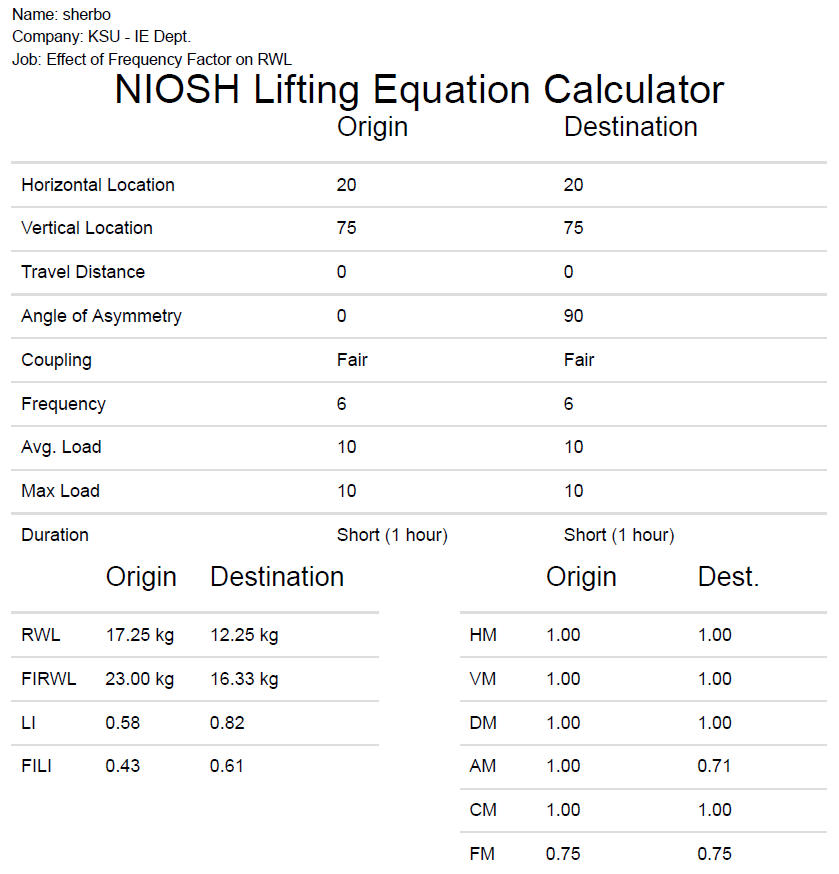 Name: sherbo
Company: KSU - IE Dept.
Job: Effect of Frequency Factor on RWL
NIOSH Lifting Equation Calculator
Origin Destination
Horizontal Location 20 20
Vertical Location 75 75
Travel Distance 0 0
Angle of Asymmetry 0 90
Coupling Fair Fair
Frequency 6 6
Avg. Load 10 10
Max Load 10 10
Duration Short (1 hour) Short (1 hour)
Origin Destination
RWL 17.25 kg 12.25 kg
FIRWL 23.00 kg 16.33 kg
LI 0.58 0.82
FILI 0.43 0.61
Origin Dest.
HM 1.00 1.00
VM 1.00 1.00
DM 1.00 1.00
AM 1.00 0.71
CM 1.00 1.00
FM 0.75 0.75